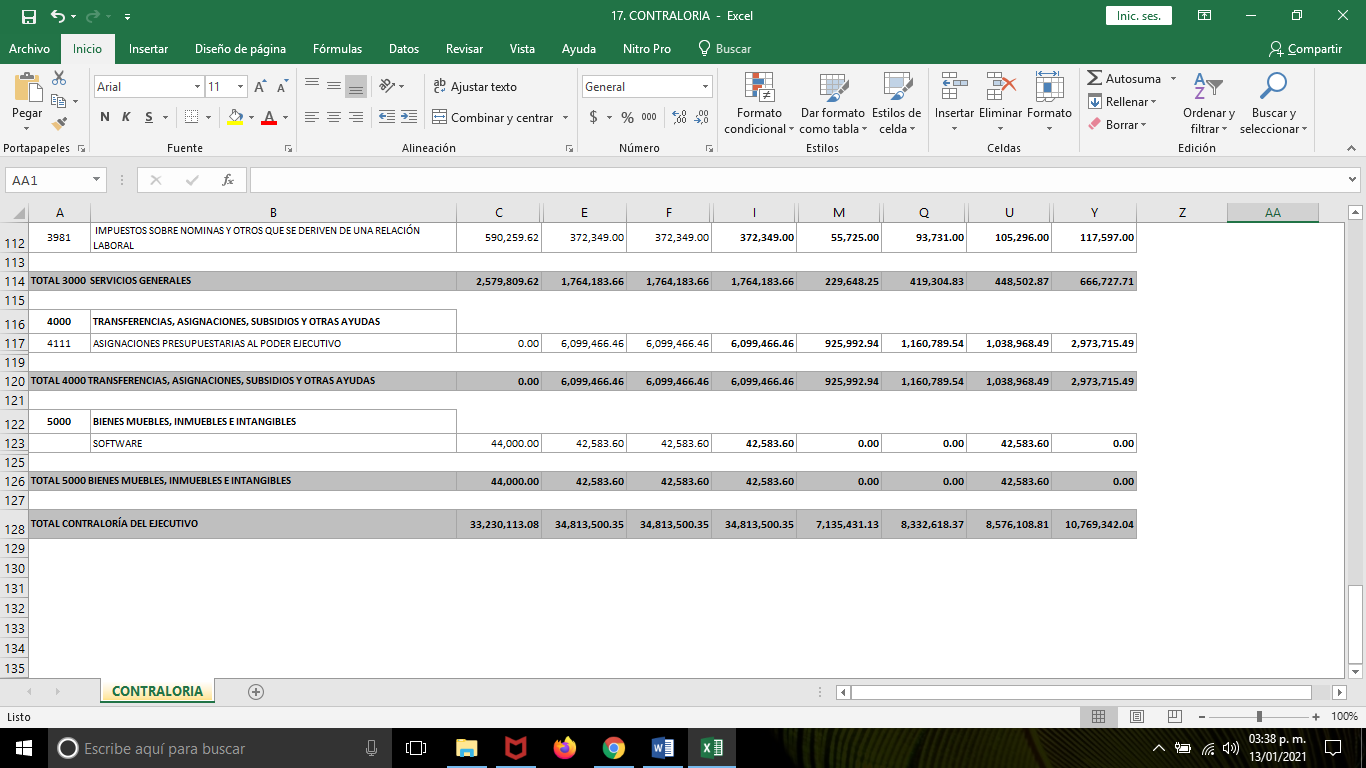 17. CONTRALORIA - Excel
Inic. ses.
Archivo Inicio Insertar Diseño de página Fórmulas Datos Revisar Vista Ayuda Nitro Pro Buscar Compartir
Pegar
Portapapeles
Arial 11
N K S
Fuente
Ajustar texto
Combinar y centrar
Alineación
General
$ % 000
Número
Formato condicional
Dar formato como tabla
Estilos de celda
Estilos
Insertar Eliminar Formato
Celdas
Autosuma
Rellenar
Borrar
Ordenar y filtrar
Buscar y seleccionar
Edición
AA1 fx
A B C E F I M Q U Y Z AA
112 3981 IMPUESTOS SOBRE NOMINAS Y OTROS QUE SE DERIVEN DE UNA RELACIÓN LABORAL 590,259.62 372,349.00 372,349.00 372,349.00 55,725.00 93,731.00 105,296.00 117,597.00
113
114 TOTAL 3000 SERVICIOS GENERALES 2,579,809.62 1,764,183.66 1,764,183.66 1,764,183.66 229,648.25 419,304.83 448,502.87 666,727.71
115
116 4000 TRANSFERENCIAS, ASIGNACIONES, SUBSIDIOS Y OTRAS AYUDAS
117 4111 ASIGNACIONES PRESUPUESTARIAS AL PODER EJECUTIVO 0.00 6,099,466.46 6,099,466.46 6,099,466.46 925,992.94 1,160,789.54 1,038,968.49 2,973,715.49
119
120 TOTAL 4000 TRANSFERENCIAS, ASIGNACIONES, SUBSIDIOS Y OTRAS AYUDAS 0.00 6,099,466.46 6,099,466.46 6,099,466.46 925,992.94 1,160,789.54 1,038,968.49 2,973,715.49
121
122 5000 BIENES MUEBLES, INMUEBLES E INTANGIBLES
123 SOFTWARE 44,000.00 42,583.60 42,583.60 42,583.60 0.00 0.00 42,583.60 0.00
125
126 TOTAL 5000 BIENES MUEBLES, INMUEBLES E INTANGIBLES 44,000.00 42,583.60 42,583.60 42,583.60 0.00 0.00 42,583.60 0.00
127
128 TOTAL CONTRALORÍA DEL EJECUTIVO 33,230,113.08 34,813,500.35 34,813,500.35 34,813,500.35 7,135,431.13 8,332,618.37 8,576,108.81 10,769,342.04
129
130
131
132
133
134
135
CONTRALORIA
Listo 100%
Escribe aquí para buscar
03:38 p. m.
13/01/2021